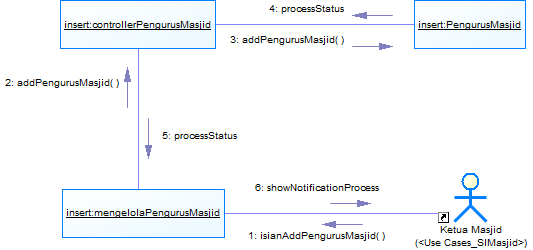 4: processStatus
insert:controllerPengurusMasjid
insert:PengurusMasjid
3: addPengurusMasjid( )
2: addPengurusMasjid( )
5: processStatus
6: showNotificationProcess
insert:mengelolaPengurusMasjid
1: isianAddPengurusMasjid( )
Ketua Masjid
(<Use Cases_SIMasjid>)